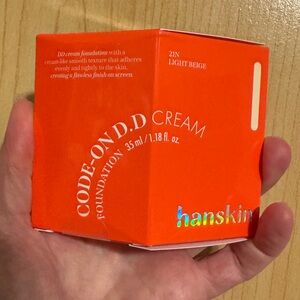 DD cream foundation with a
cream-like smooth texture that adheres
evenly and tightly to the skin,
creating a flawless finish on screen.
22N
LIGHT BEIGE
CODE-ON D.D CREAM
FOUNDATION 35 ml / 1.18 fl. oz.
hanskin